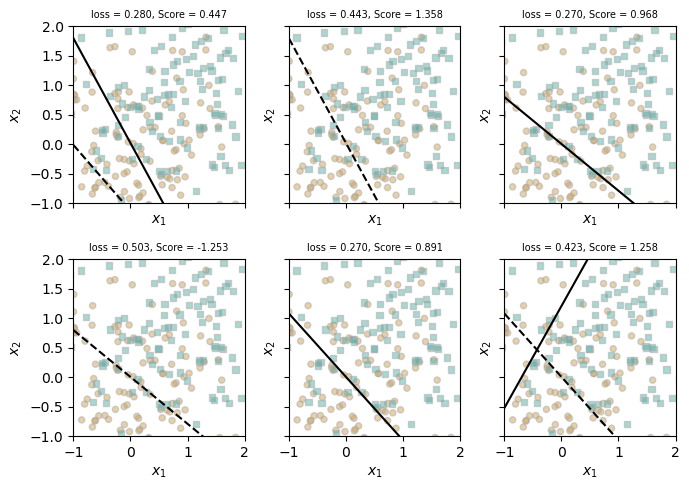 loss = 0.280, Score = 0.447
loss = 0.443, Score = 1.358
loss = 0.270, Score = 0.968
2.0
1.5
1.0
0.5
0.0
−0.5
−1.0
x₂
x₂
x₂
x₁
x₁
x₁
loss = 0.503, Score = -1.253
loss = 0.270, Score = 0.891
loss = 0.423, Score = 1.258
2.0
1.5
1.0
0.5
0.0
−0.5
−1.0
x₂
x₂
x₂
−1 0 1 2
−1 0 1 2
−1 0 1 2
x₁
x₁
x₁